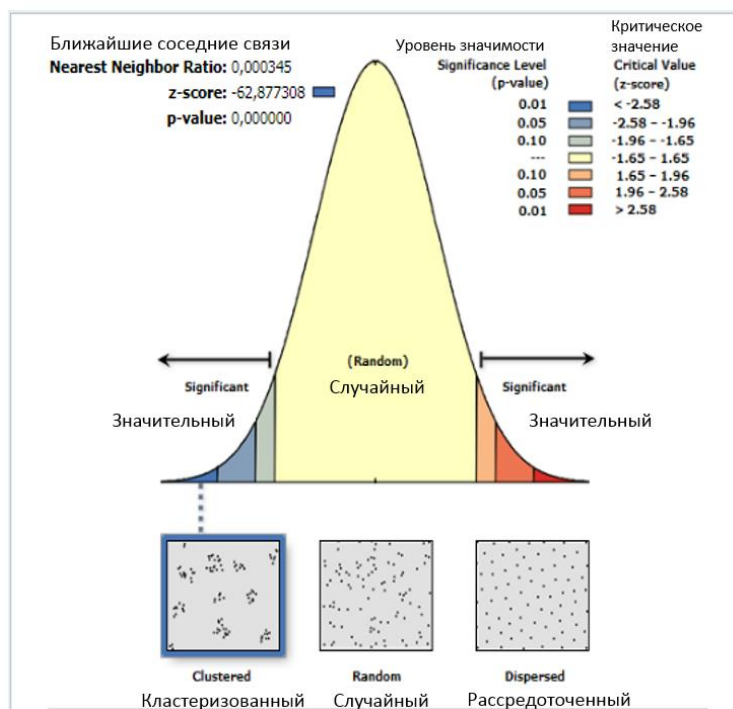 Ближайшие соседние связи
Nearest Neighbor Ratio: 0,000345
z-score: -62,877308
p-value: 0,000000
Уровень значимости
Significance Level
(p-value)
Критическое
значение
Critical Value
(z-score)
0.01 < -2.58
0.05 -2.58 – -1.96
0.10 -1.96 – -1.65
--- -1.65 – 1.65
0.10 1.65 – 1.96
0.05 1.96 – 2.58
0.01 > 2.58
(Random)
Случайный
Significant
Значительный
Significant
Значительный
Clustered Random Dispersed
Кластеризованный Случайный Рассредоточенный